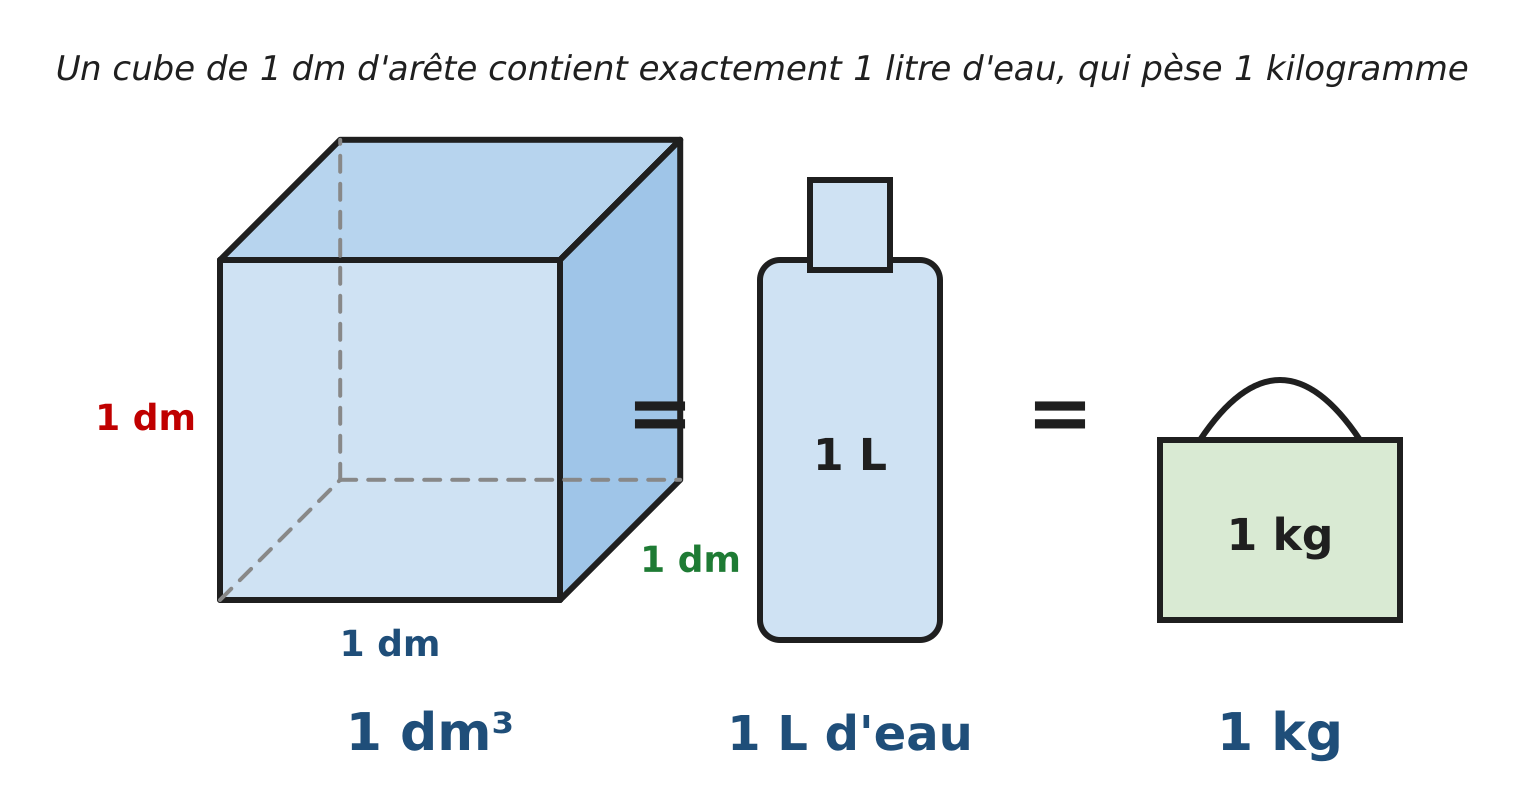 Un cube de 1 dm d'arête contient exactement 1 litre d'eau, qui pèse 1 kilogramme
1 dm
=
1 L
=
1 kg
1 dm
1 dm
1 dm³
1 L d'eau
1 kg